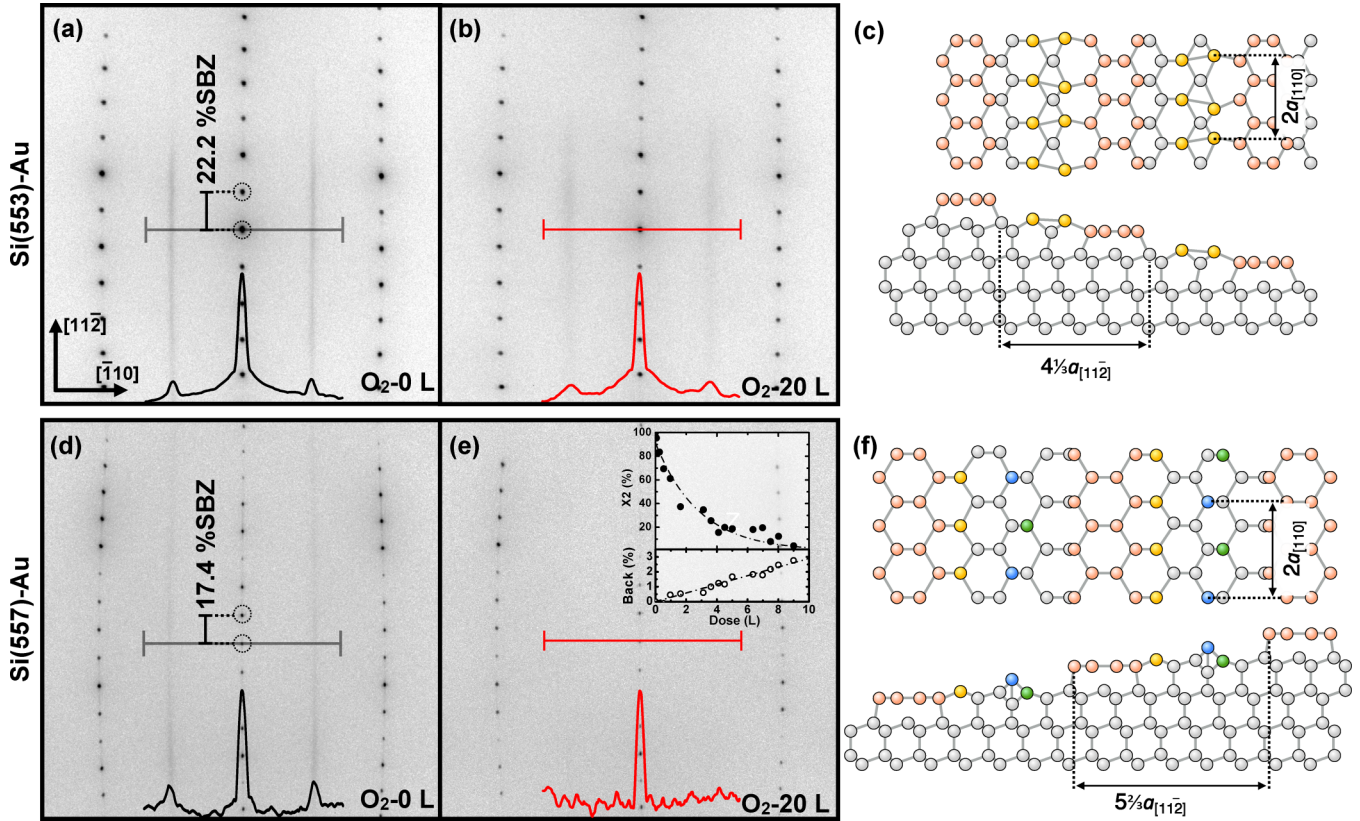 (a)
22.2 %SBZ
[112̅]
[1̅10]
O₂-0 L
Si(553)-Au
(b)
O₂-20 L
(c)
2a[110]
4⅓a[112̅]
(d)
17.4 %SBZ
O₂-0 L
Si(557)-Au
(e)
100
80
60
40
20
X2 (%)
3
2
1
0
Back (%)
0 2 4 6 8 10
Dose (L)
O₂-20 L
(f)
2a[110]
5⅔a[112̅]